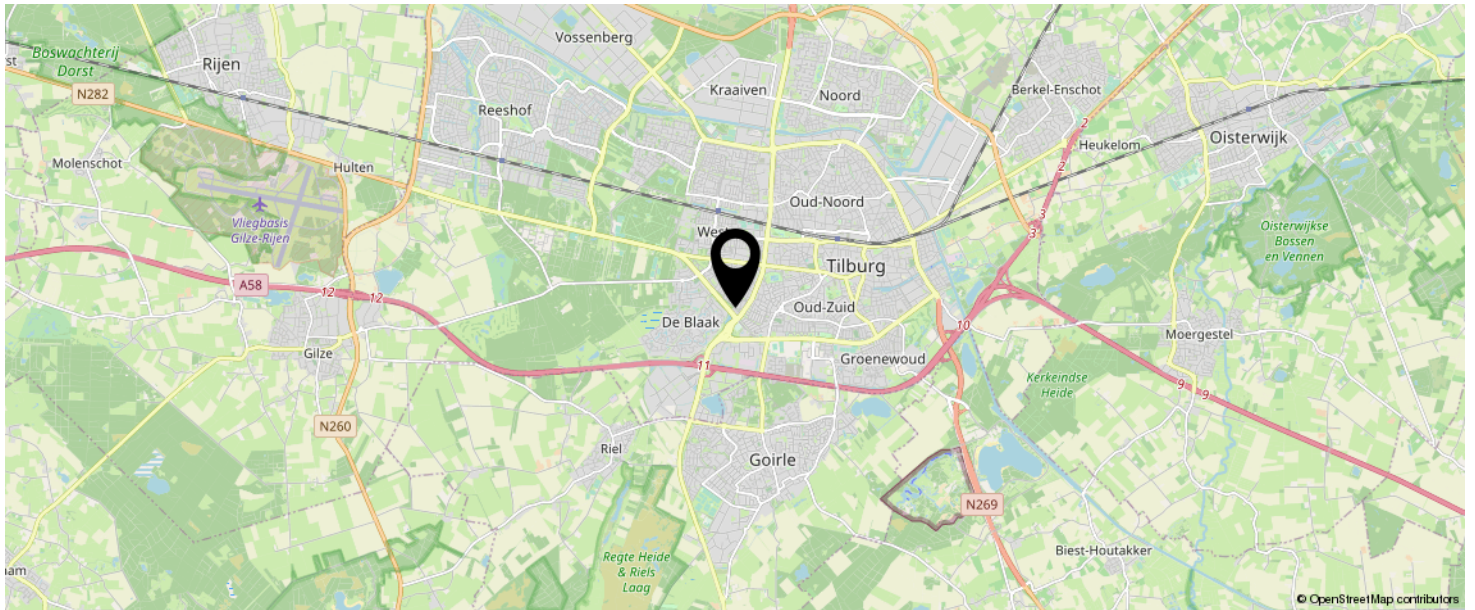 Vossenberg
Boswachterij
Dorst
Rijen
N282
Reeshof
Kraaiven
Noord
Berkel-Enschot
2
Oisterwijk
Heukelom
Molenschot
Hulten
2
Oud-Noord
Vliegbasis
Gilze-Rijen
3
3
West
Oisterwijkse
Bossen
en Vennen
Tilburg
A58
12
12
Oud-Zuid
De Blaak
10
Moergestel
Gilze
Groenewoud
11
Kerkeindse
Heide
9
9
N260
Riel
Goirle
N269
Biest-Houtakker
Regte Heide
& Riels
Laag
© OpenStreetMap contributors